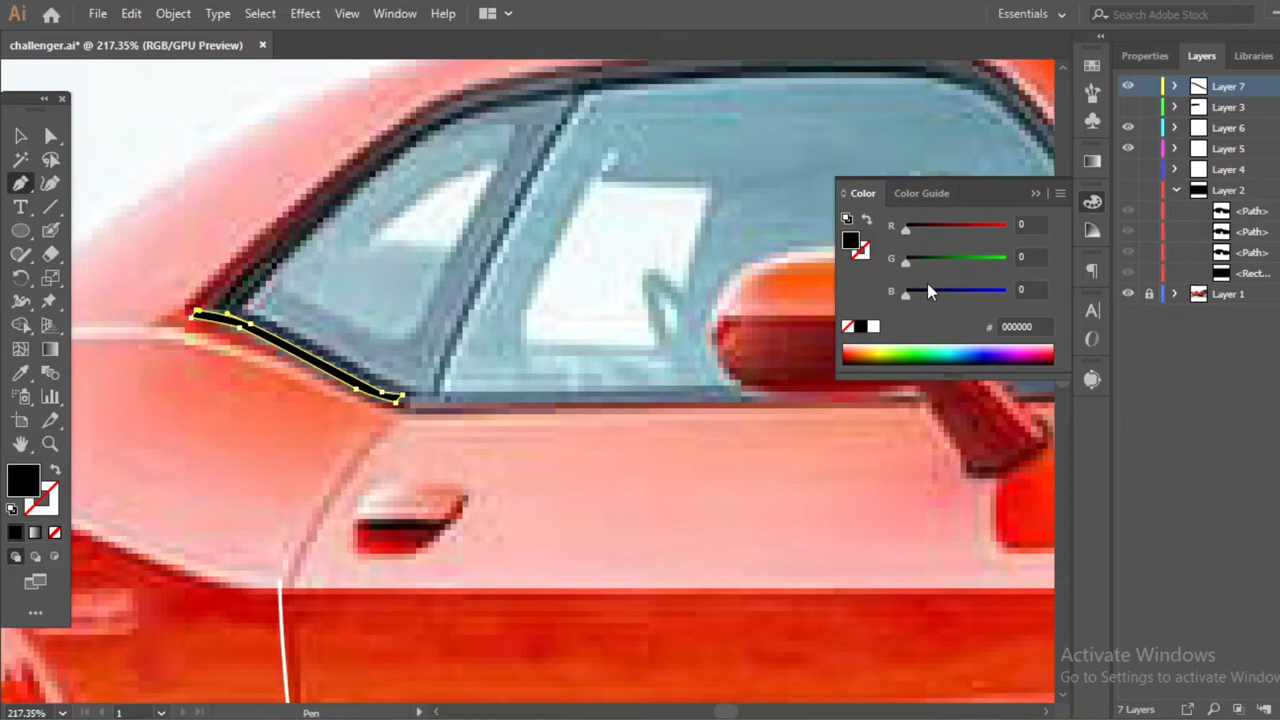 Ai File Edit Object Type Select Effect View Window Help Essentials Search Adobe Stock
challenger.ai* @ 217.35% (RGB/GPU Preview) ×
Properties Layers Libraries
Layer 7
Layer 3
Layer 6
Layer 5
Layer 4
Layer 2
<Path>
<Path>
<Path>
<Rect...
Layer 1
Color Color Guide
R 0
G 0
B 0
# 000000
Activate Windows
Go to Settings to activate Window
217.35% 1 Pen
7 Layers